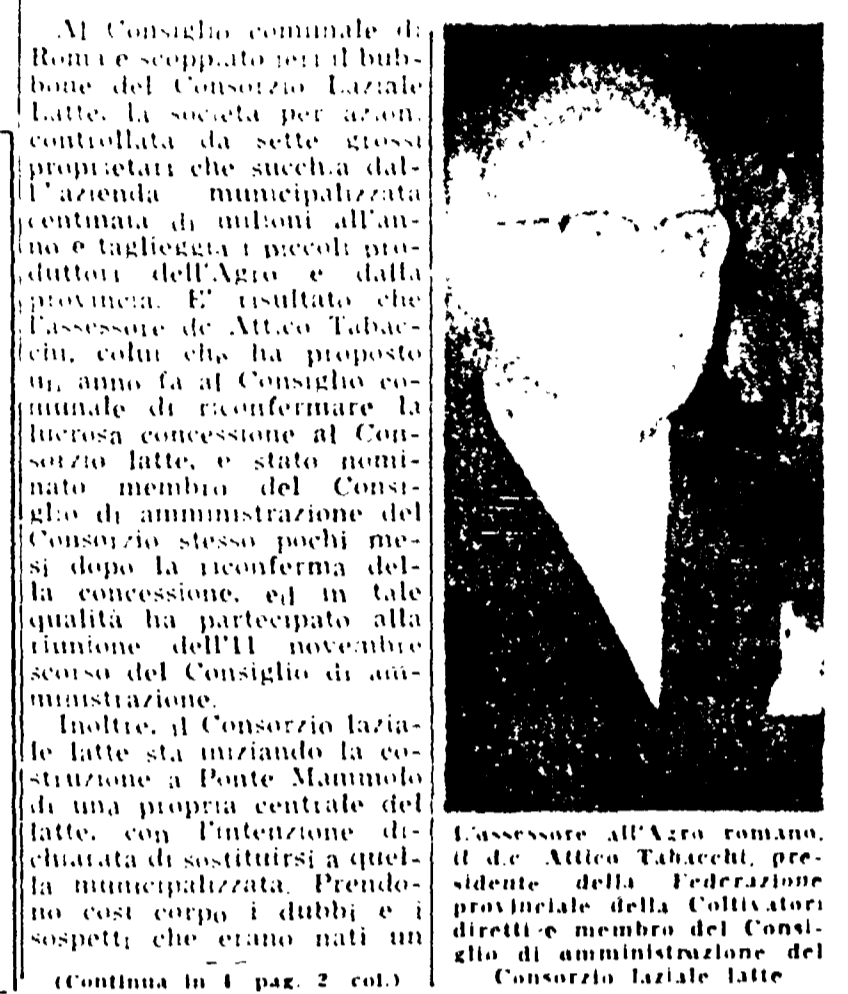 Al Consiglio comunale di
Roma è scoppiato ieri il bub-
bone del Consorzio Laziale
Latte, la società per azioni
controllata da sette grossi
proprietari che succhia dal-
l'azienda municipalizzata
centinaia di milioni all'an-
no e taglieggia i piccoli pro-
duttori dell'Agro e dalla
provincia. E' risultato che
l'assessore dc Attico Tabac-
chi, colui che ha proposto
un anno fa al Consiglio co-
munale di riconfermare la
lucrosa concessione al Con-
sorzio latte, è stato nomi-
nato membro del Consi-
glio di amministrazione del
Consorzio stesso pochi me-
si dopo la riconferma del-
la concessione, ed in tale
qualità ha partecipato alla
riunione dell'11 novembre
scorso del Consiglio di am-
ministrazione.
Inoltre, il Consorzio lazia-
le latte sta iniziando la co-
struzione a Ponte Mammolo
di una propria centrale del
latte, con l'intenzione di-
chiarata di sostituirsi a quel-
la municipalizzata. Prendo-
no così corpo i dubbi e i
sospetti che erano nati un
(Continua in 4 pag. 2 col.)
L'assessore all'Agro romano,
il d.c. Attico Tabacchi, pre-
sidente della Federazione
provinciale della Coltivatori
diretti e membro del Consi-
glio di amministrazione del
Consorzio laziale latte